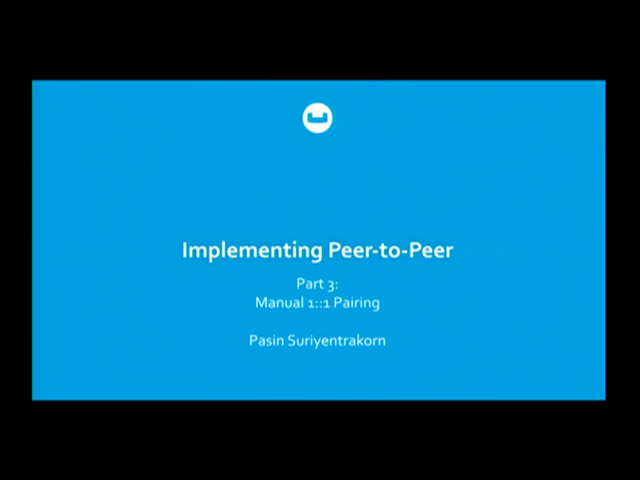 Implementing Peer-to-Peer
Part 3:
Manual 1::1 Pairing
Pasin Suriyentrakorn